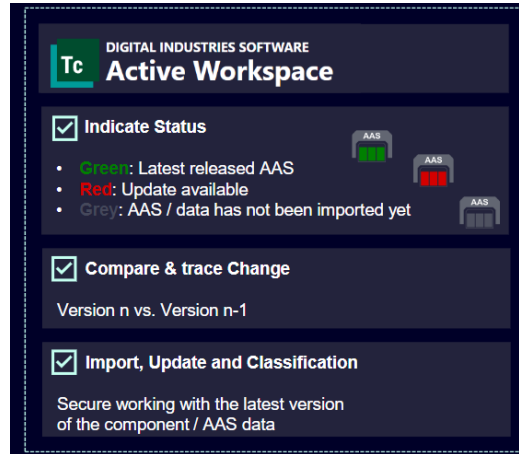 Tc
DIGITAL INDUSTRIES SOFTWARE
Active Workspace
Indicate Status
AAS
• Green: Latest released AAS
AAS
• Red: Update available
• Grey: AAS / data has not been imported yet
AAS
Compare & trace Change
Version n vs. Version n-1
Import, Update and Classification
Secure working with the latest version
of the component / AAS data